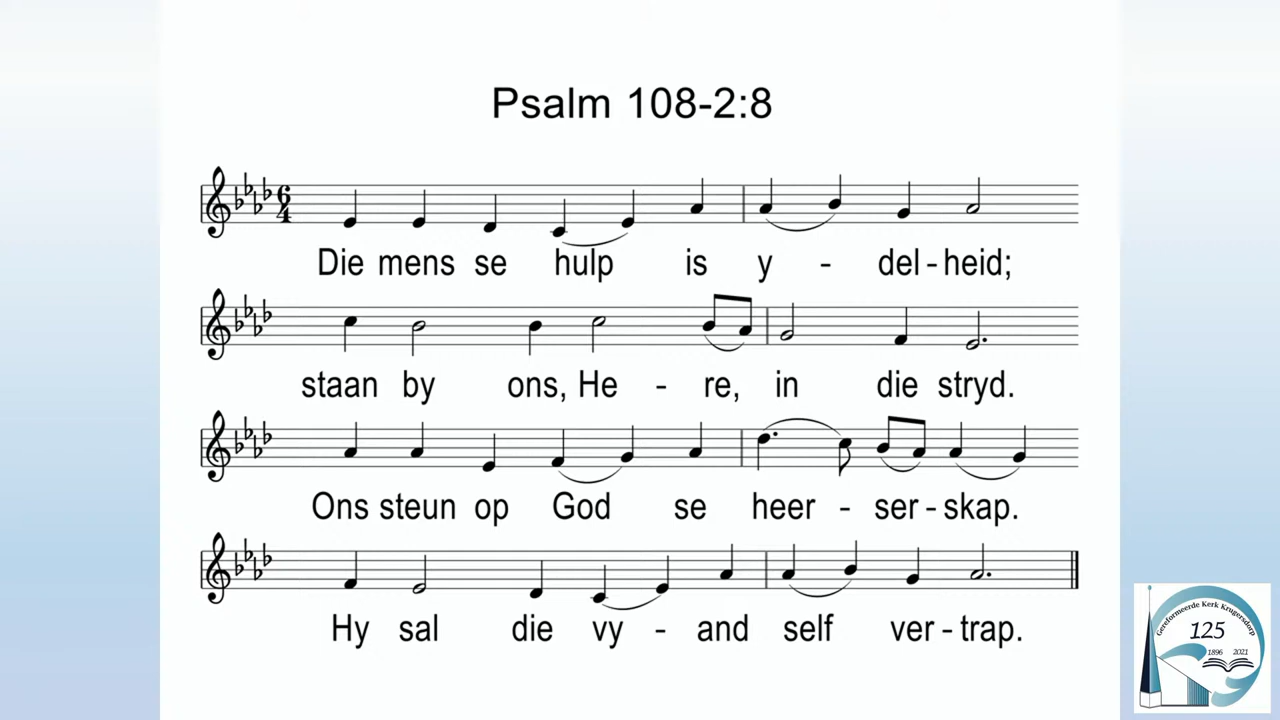 Psalm 108-2:8
6
4
Die mens se hulp is y - del - heid;
staan by ons, He - re, in die stryd.
Ons steun op God se heer - ser - skap.
Hy sal die vy - and self ver - trap.
Gereformeerde Kerk Krugersdorp
125
1896 2021